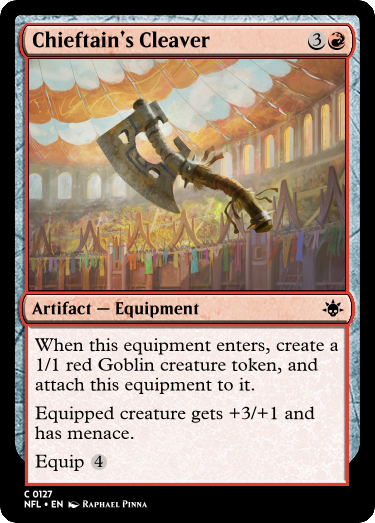 Chieftain's Cleaver 3
Artifact — Equipment
When this equipment enters, create a
1/1 red Goblin creature token, and
attach this equipment to it.
Equipped creature gets +3/+1 and
has menace.
Equip 4
C 0127
NFL • EN Raphael Pinna